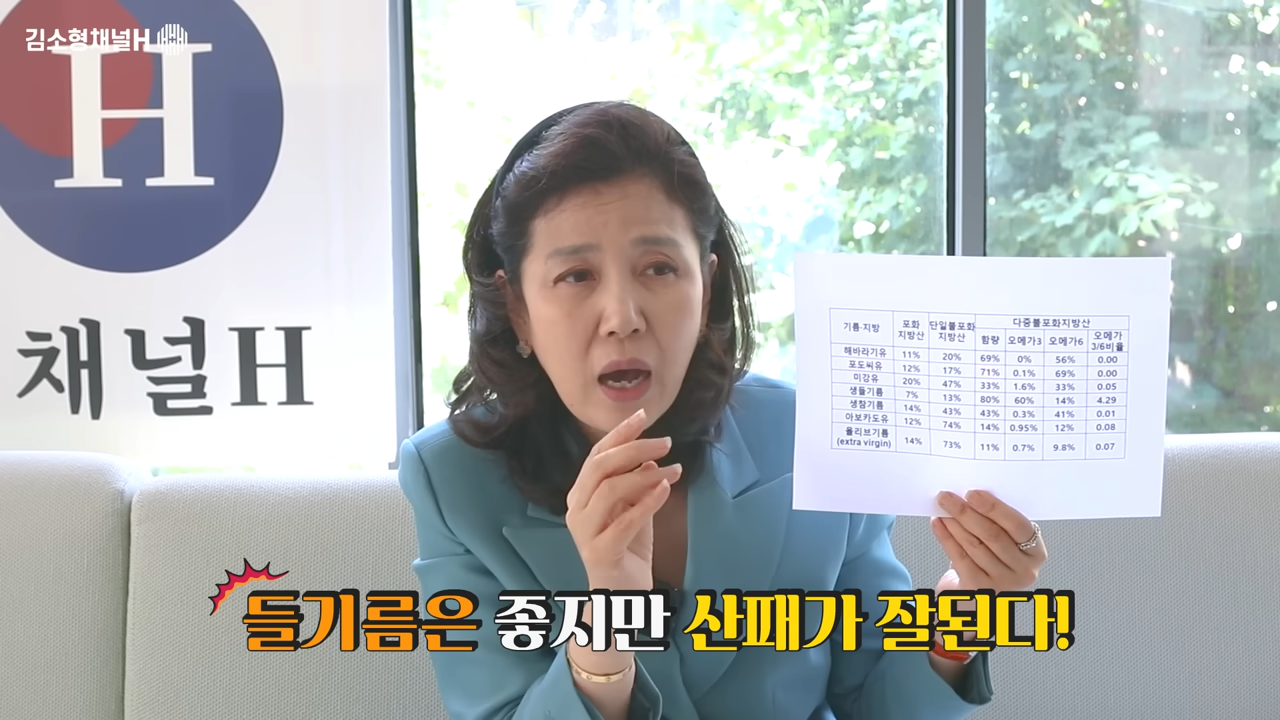 김소형채널H
H
채널H
기름·지방 포화지방산 단일불포화지방산 다중불포화지방산
함량 오메가3 오메가6 오메가3/6비율
해바라기유 11% 20% 69% 0% 56% 0.00
포도씨유 12% 17% 71% 0.1% 69% 0.00
미강유 20% 47% 33% 1.6% 33% 0.05
생들기름 7% 13% 80% 60% 14% 4.29
생참기름 14% 43% 43% 0.3% 41% 0.01
아보카도유 12% 74% 14% 0.95% 12% 0.08
올리브기름 (extra virgin) 14% 73% 11% 0.7% 9.8% 0.07
들기름은 좋지만 산패가 잘된다!